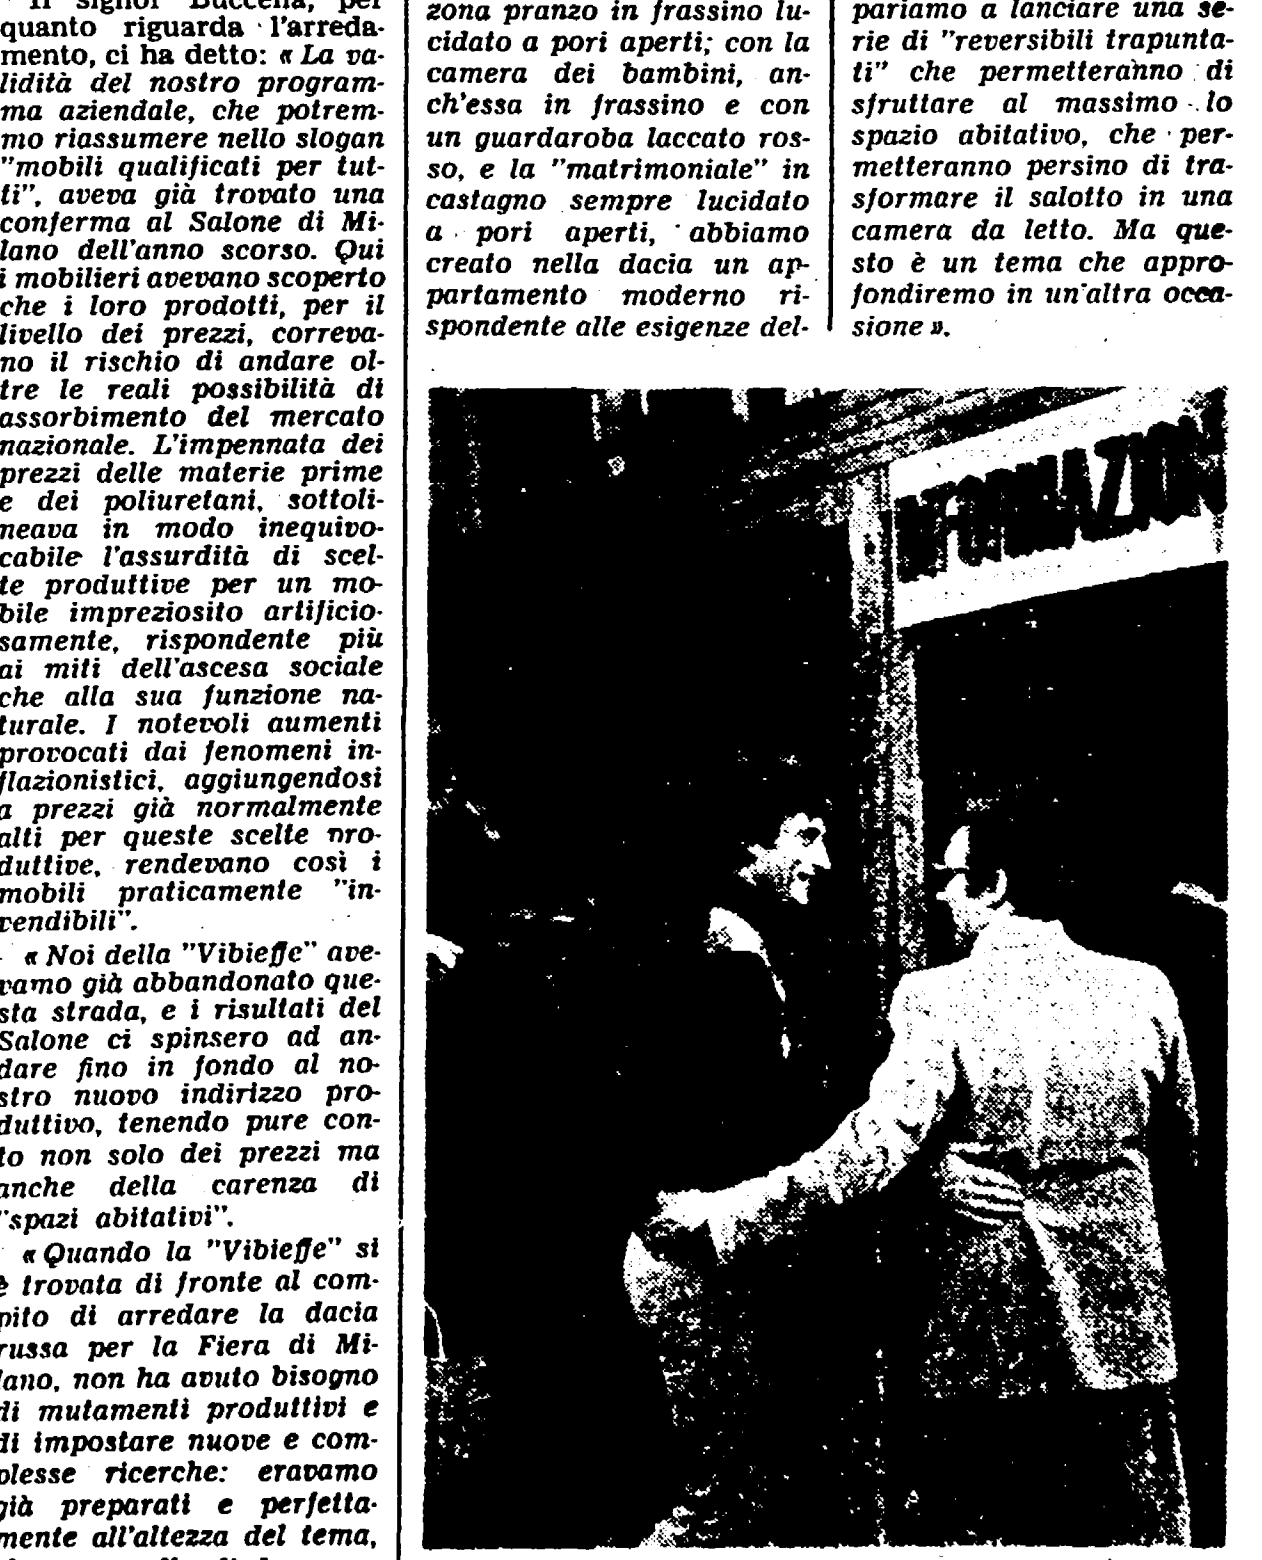 Il signor Buccella, per
quanto riguarda l'arreda-
mento, ci ha detto: « La va-
lidità del nostro program-
ma aziendale, che potrem-
mo riassumere nello slogan
"mobili qualificati per tut-
ti", aveva già trovato una
conferma al Salone di Mi-
lano dell'anno scorso. Qui
i mobilieri avevano scoperto
che i loro prodotti, per il
livello dei prezzi, correva-
no il rischio di andare ol-
tre le reali possibilità di
assorbimento del mercato
nazionale. L'impennata dei
prezzi delle materie prime
e dei poliuretani, sottoli-
neava in modo inequivo-
cabile l'assurdità di scel-
te produttive per un mo-
bile impreziosito artificio-
samente, rispondente più
ai miti dell'ascesa sociale
che alla sua funzione na-
turale. I notevoli aumenti
provocati dai fenomeni in-
flazionistici, aggiungendosi
a prezzi già normalmente
alti per queste scelte pro-
duttive, rendevano così i
mobili praticamente "in-
vendibili".
« Noi della "Vibieffe" ave-
vamo già abbandonato que-
sta strada, e i risultati del
Salone ci spinsero ad an-
dare fino in fondo al no-
stro nuovo indirizzo pro-
duttivo, tenendo pure con-
to non solo dei prezzi ma
anche della carenza di
"spazi abitativi".
« Quando la "Vibieffe" si
è trovata di fronte al com-
pito di arredare la dacia
russa per la Fiera di Mi-
lano, non ha avuto bisogno
di mutamenti produttivi e
di impostare nuove e com-
plesse ricerche: eravamo
già preparati e perfetta-
mente all'altezza del tema,
zona pranzo in frassino lu-
cidato a pori aperti; con la
camera dei bambini, an-
ch'essa in frassino e con
un guardaroba laccato ros-
so, e la "matrimoniale" in
castagno sempre lucidato
a pori aperti, abbiamo
creato nella dacia un ap-
partamento moderno ri-
spondente alle esigenze del-
pariamo a lanciare una se-
rie di "reversibili trapunta-
ti" che permetteranno di
sfruttare al massimo lo
spazio abitativo, che per-
metteranno persino di tra-
sformare il salotto in una
camera da letto. Ma que-
sto è un tema che appro-
fondiremo in un'altra occa-
sione ».
INFORMAZION